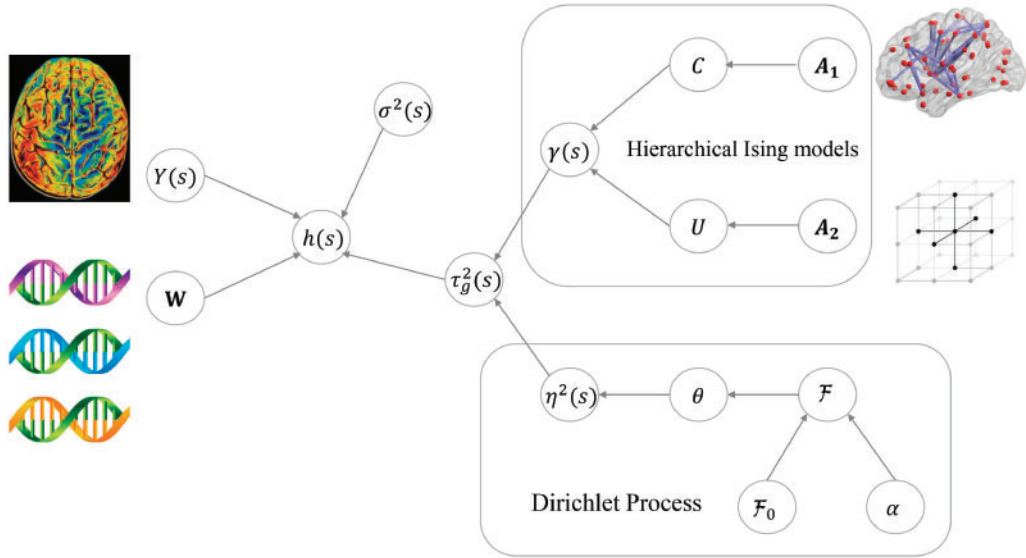 C
A₁
σ²(s)
γ(s)
Hierarchical Ising models
Y(s)
h(s)
U
A₂
τ²g(s)
W
η²(s)
θ
ℱ
Dirichlet Process
ℱ₀
α